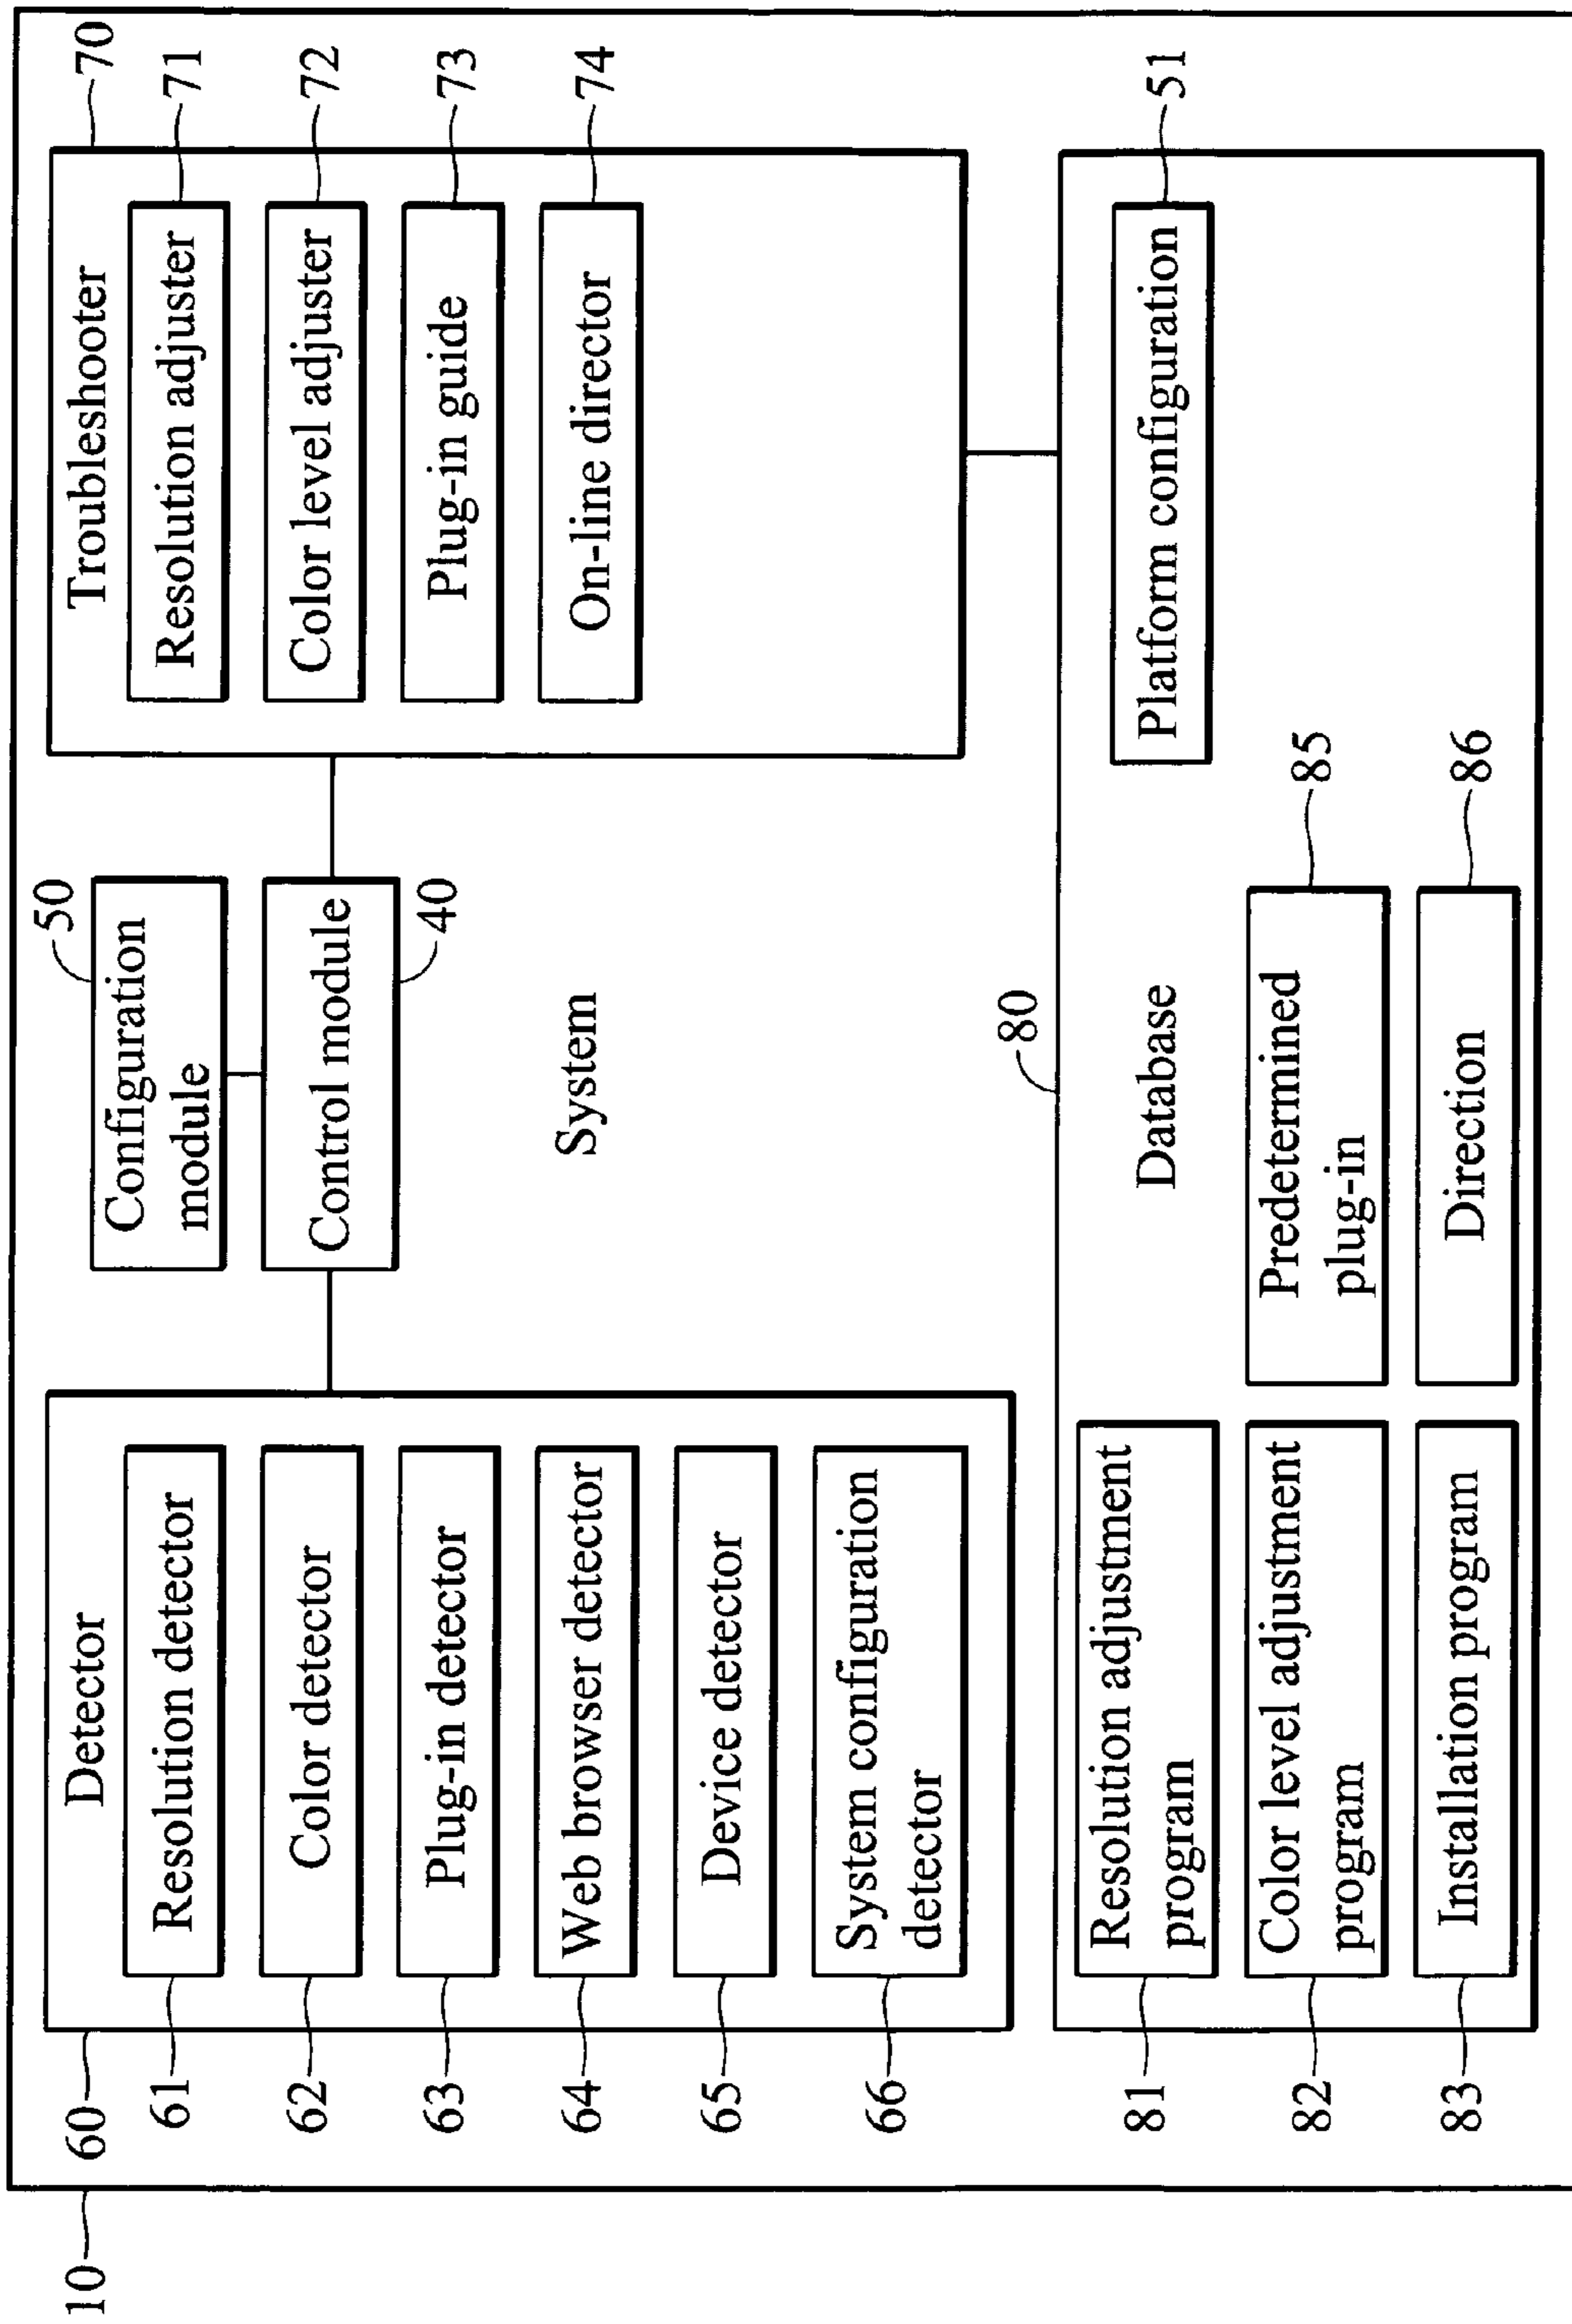 10
60
Detector
61
Resolution detector
62
Color detector
63
Plug-in detector
64
Web browser detector
65
Device detector
66
System configuration
detector
50
Configuration
module
Control module
40
System
70
Troubleshooter
Resolution adjuster
71
Color level adjuster
72
Plug-in guide
73
On-line director
74
80
Database
81
Resolution adjustment
program
82
Color level adjustment
program
83
Installation program
Predetermined
plug-in
85
Direction
86
Platform configuration
51